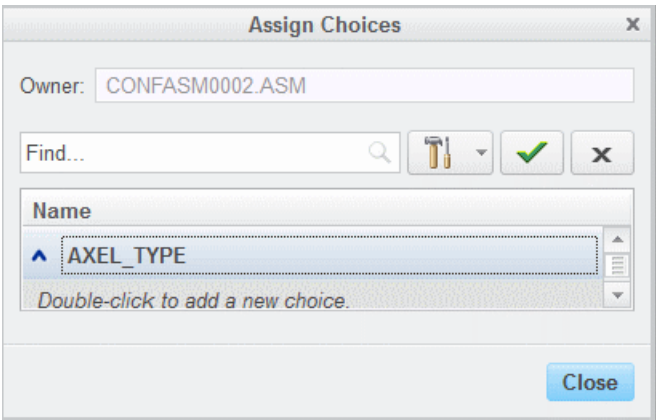 Assign Choices
Owner: CONFASM0002.ASM
Find...
Name
AXEL_TYPE
Double-click to add a new choice.
Close